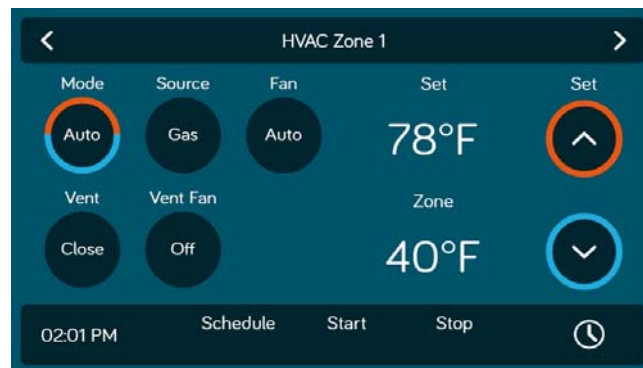 HVAC Zone 1
Mode Source Fan Set Set
Auto Gas Auto 78°F
Vent Vent Fan Zone
Close Off 40°F
02:01 PM Schedule Start Stop